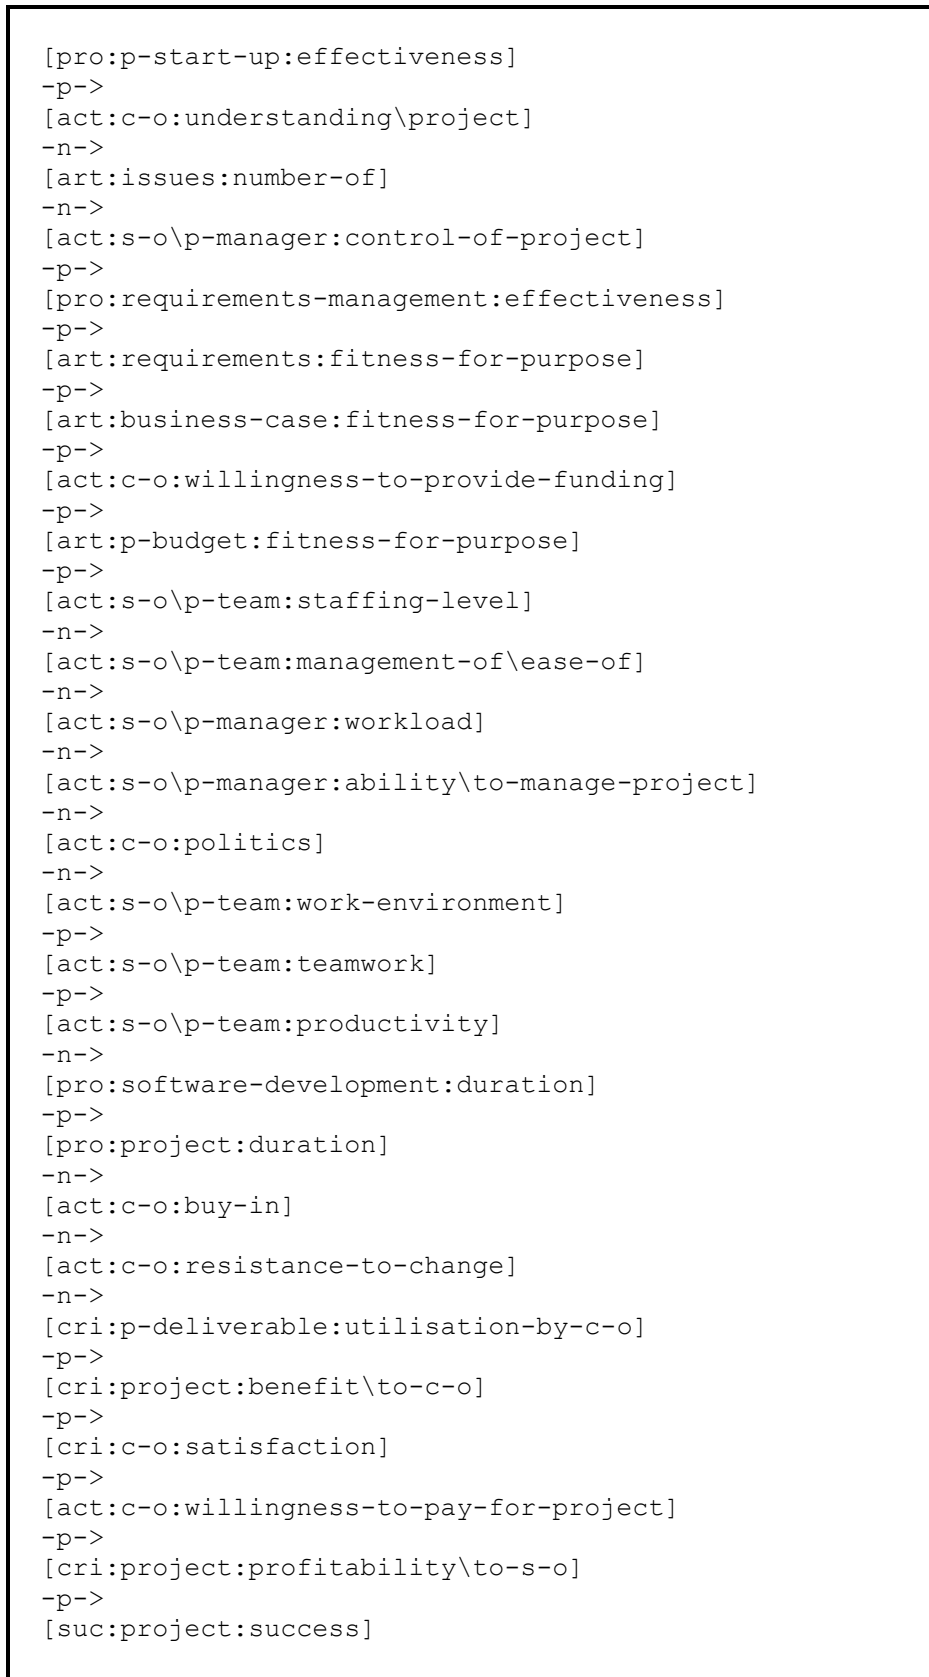 [pro:p-start-up:effectiveness]
-p->
[act:c-o:understanding\project]
-n->
[art:issues:number-of]
-n->
[act:s-o\p-manager:control-of-project]
-p->
[pro:requirements-management:effectiveness]
-p->
[art:requirements:fitness-for-purpose]
-p->
[art:business-case:fitness-for-purpose]
-p->
[act:c-o:willingness-to-provide-funding]
-p->
[art:p-budget:fitness-for-purpose]
-p->
[act:s-o\p-team:staffing-level]
-n->
[act:s-o\p-team:management-of\ease-of]
-n->
[act:s-o\p-manager:workload]
-n->
[act:s-o\p-manager:ability\to-manage-project]
-n->
[act:c-o:politics]
-n->
[act:s-o\p-team:work-environment]
-p->
[act:s-o\p-team:teamwork]
-p->
[act:s-o\p-team:productivity]
-n->
[pro:software-development:duration]
-p->
[pro:project:duration]
-n->
[act:c-o:buy-in]
-n->
[act:c-o:resistance-to-change]
-n->
[cri:p-deliverable:utilisation-by-c-o]
-p->
[cri:project:benefit\to-c-o]
-p->
[cri:c-o:satisfaction]
-p->
[act:c-o:willingness-to-pay-for-project]
-p->
[cri:project:profitability\to-s-o]
-p->
[suc:project:success]